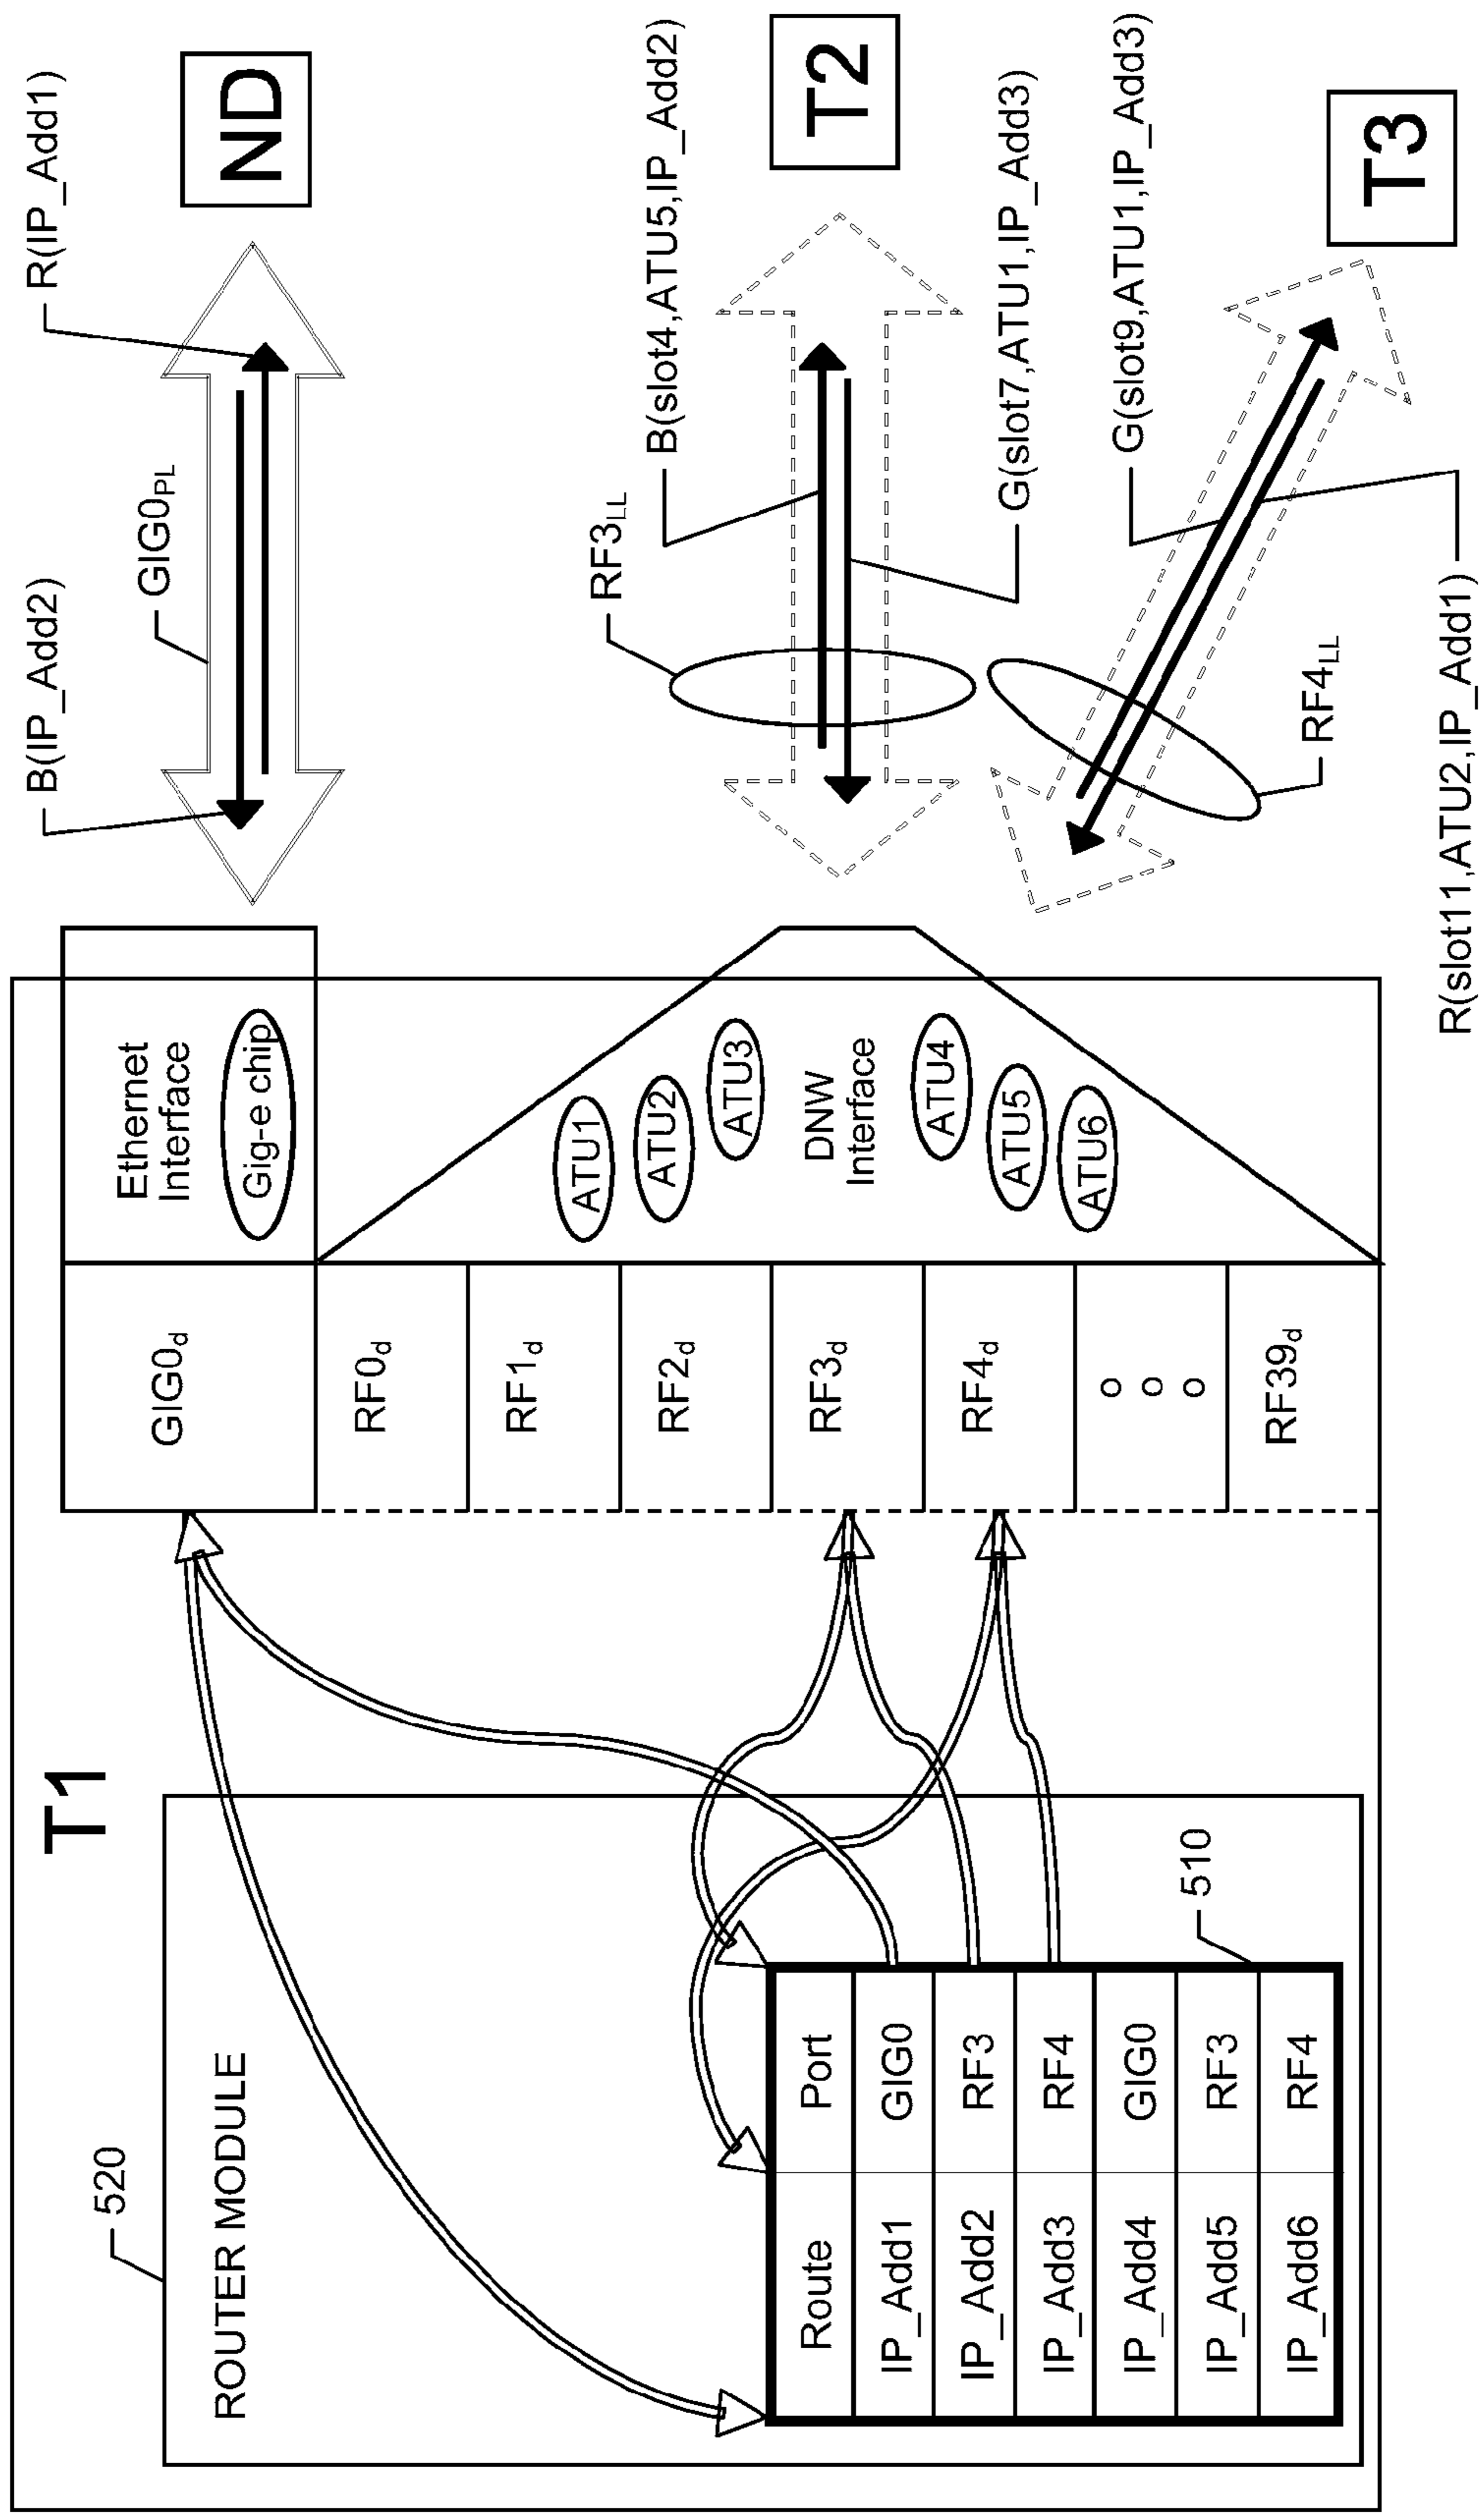 T1
520
ROUTER MODULE
510
Route Port
IP_Add1 GIG0
IP_Add2 RF3
IP_Add3 RF4
IP_Add4 GIG0
IP_Add5 RF3
IP_Add6 RF4
GIG0d
RF0d
RF1d
RF2d
RF3d
RF4d
o
o
o
RF39d
Ethernet
Interface
Gig-e chip
ATU1
ATU2
ATU3
DNW
Interface
ATU4
ATU5
ATU6
B(IP_Add2)
GIG0PL
R(IP_Add1)
ND
RF3LL
B(slot4,ATU5,IP_Add2)
T2
G(slot7,ATU1,IP_Add3)
G(slot9,ATU1,IP_Add3)
T3
RF4LL
R(slot11,ATU2,IP_Add1)